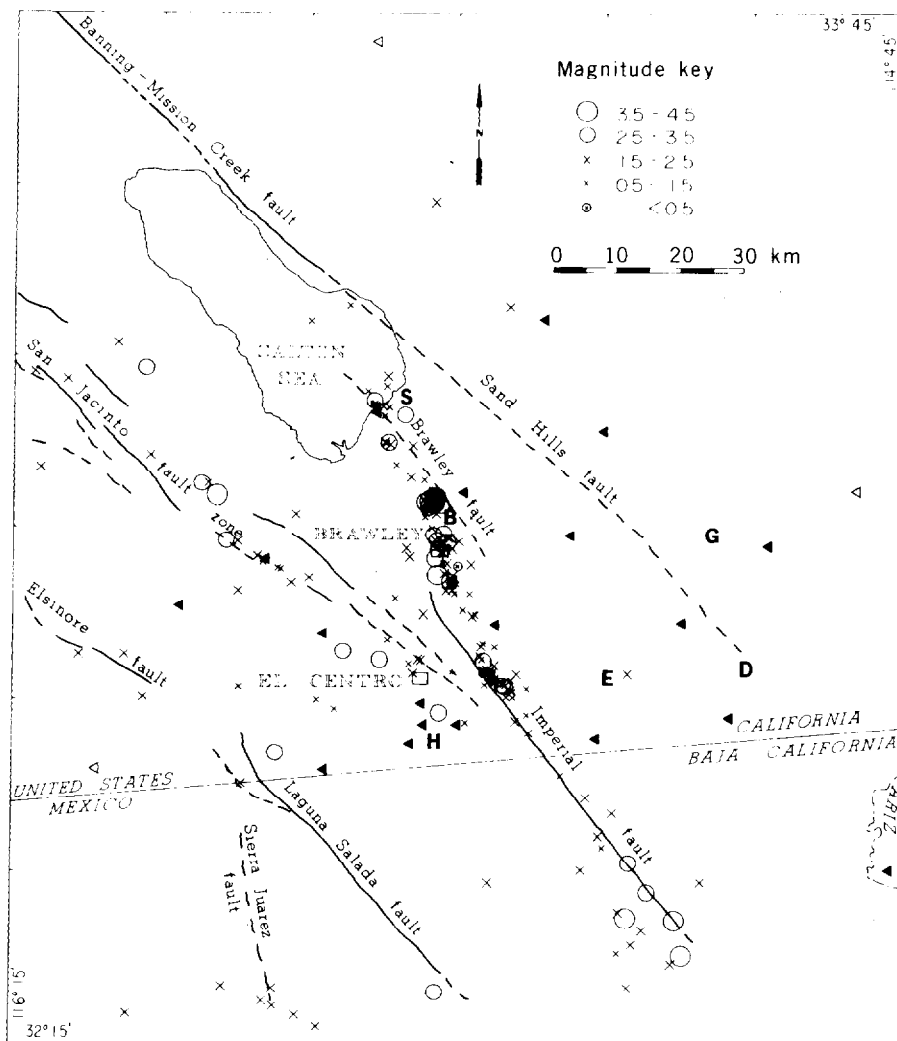 33° 45'
114° 45'
Banning - Mission Creek fault
N
Magnitude key
3.5 - 4.5
2.5 - 3.5
1.5 - 2.5
0.5 - 1.5
<0.5
0 10 20 30 km
SALTON
SEA
S
San Jacinto fault zone
Brawley fault
Sand Hills fault
B
BRAWLEY
G
Elsinore fault
EL CENTRO
E
D
H
Imperial fault
CALIFORNIA
BAJA CALIFORNIA
UNITED STATES
MEXICO
ARIZ
Laguna Salada fault
Sierra Juarez fault
116° 15'
32° 15'